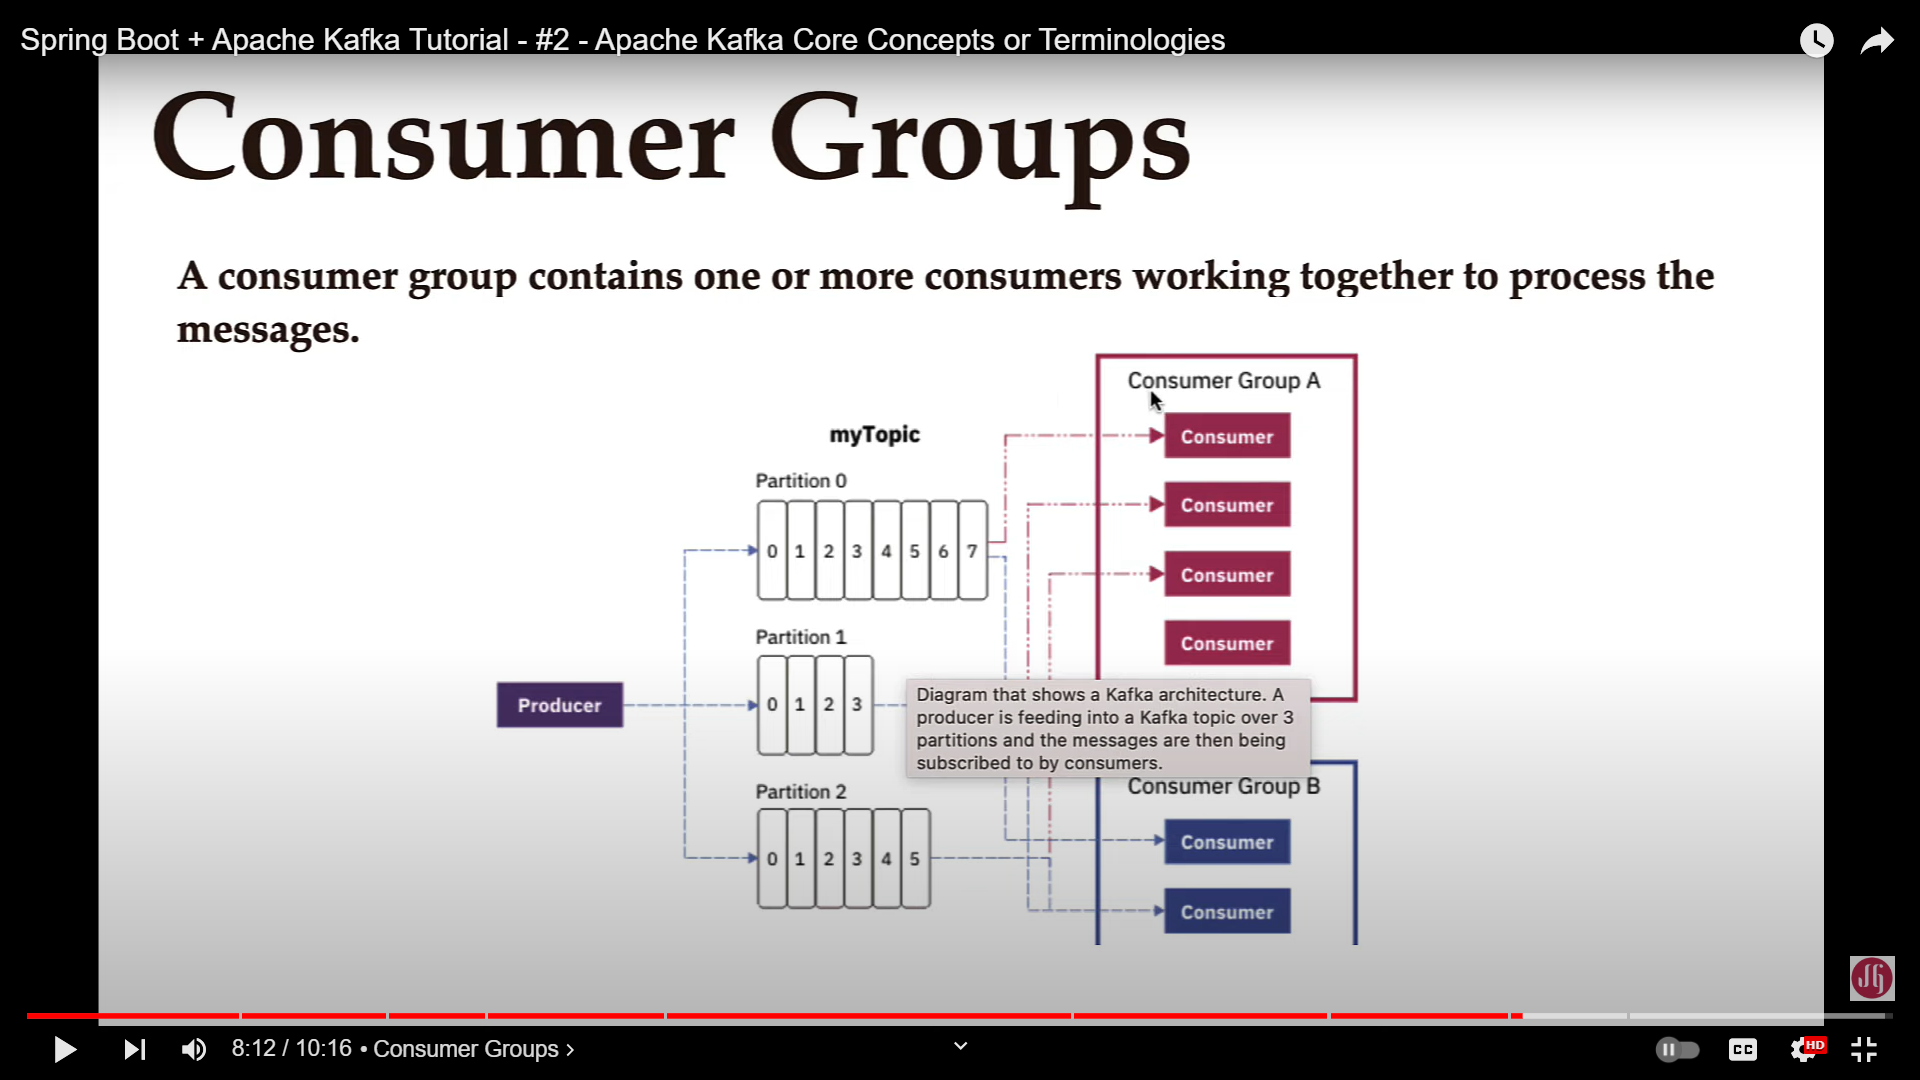 Spring Boot + Apache Kafka Tutorial - #2 - Apache Kafka Core Concepts or Terminologies
Consumer Groups
A consumer group contains one or more consumers working together to process the
messages.
Consumer Group A
myTopic
Consumer
Partition 0
Consumer
0 1 2 3 4 5 6 7
Consumer
Partition 1
Consumer
Producer
0 1 2 3
Diagram that shows a Kafka architecture. A
producer is feeding into a Kafka topic over 3
partitions and the messages are then being
subscribed to by consumers.
Partition 2
Consumer Group B
0 1 2 3 4 5
Consumer
Consumer
JG
8:12 / 10:16 • Consumer Groups ›
CC
HD